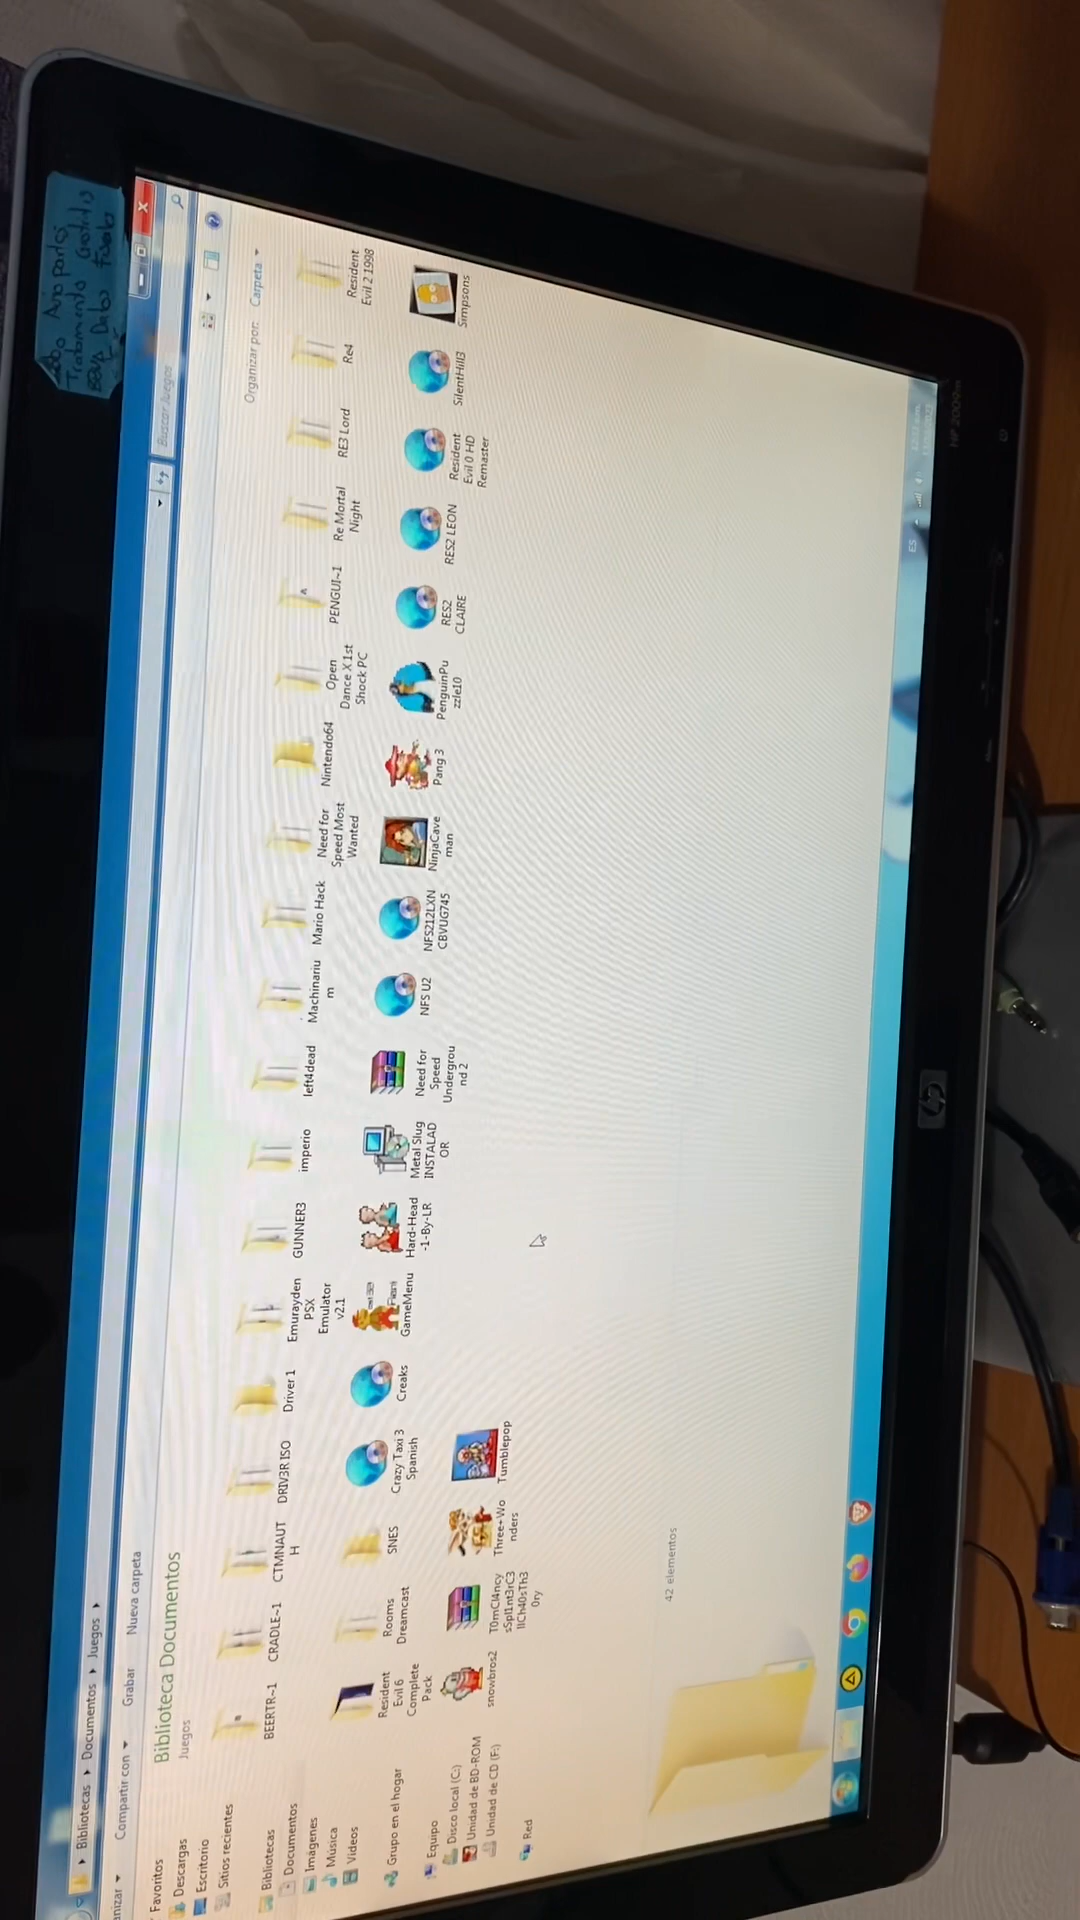 Tratamiento
Datos
Bibliotecas ▸ Documentos ▸ Juegos ▸
Buscar Juegos
Compartir con
Grabar
Nueva carpeta
Biblioteca Documentos
Juegos
Organizar por: Carpeta
Favoritos
Descargas
Escritorio
Sitios recientes
Bibliotecas
Documentos
Imágenes
Música
Vídeos
Grupo en el hogar
Equipo
Disco local (C:)
Unidad de BD-ROM
Unidad de CD (F:)
Red
BEERTR~1
CRADLE~1
CTMNAUT
H
DRIV3R ISO
Driver 1
Emurayden
PSX
Emulator
v2.1
GUNNER3
imperio
left4dead
Machinariu
m
Mario Hack
Need for
Speed Most
Wanted
Nintendo64
Open
Dance X 1st
Shock PC
PENGUI~1
Re Mortal
Night
RE3 Lord
Re4
Resident
Evil 2 1998
Resident
Evil 6
Complete
Pack
Rooms
Dreamcast
SNES
Crazy Taxi 3
Spanish
Creaks
GameMenu
Hard-Head
-1-By-LR
Metal Slug
INSTALAD
OR
Need for
Speed
Undergrou
nd 2
NFS U2
NFS212LXN
CBVUG745
NinjaCave
man
Pang 3
PenguinPu
zzle10
RES2
CLAIRE
RES2 LEON
Resident
Evil 0 HD
Remaster
SilentHill3
Simpsons
snowbros2
T0mCl4ncy
sSpl1nt3rC3
llCh40sTh3
0ry
Three+Wo
nders
Tumblepop
42 elementos
ES
hp